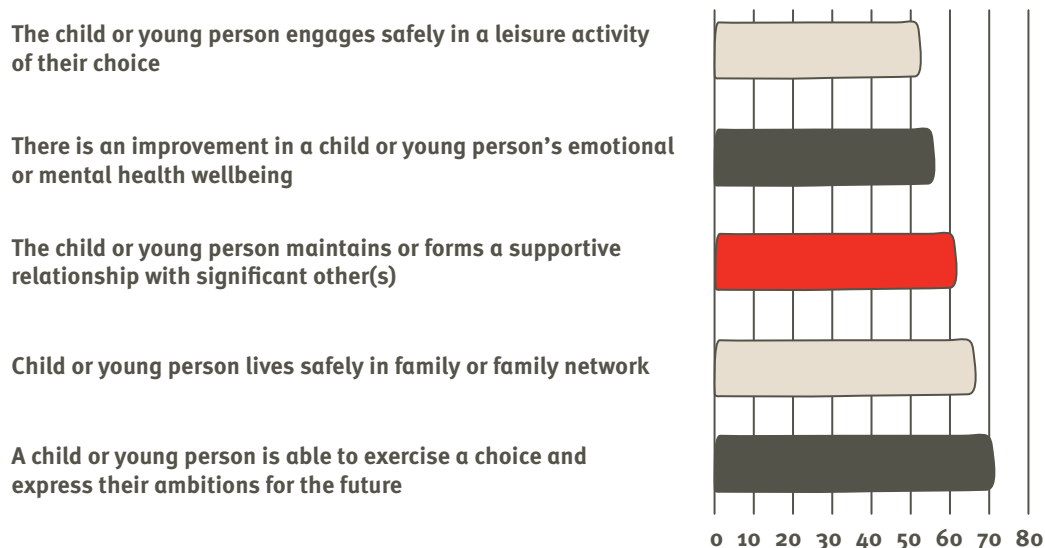 The child or young person engages safely in a leisure activity
of their choice
There is an improvement in a child or young person’s emotional
or mental health wellbeing
The child or young person maintains or forms a supportive
relationship with significant other(s)
Child or young person lives safely in family or family network
A child or young person is able to exercise a choice and
express their ambitions for the future
0 10 20 30 40 50 60 70 80